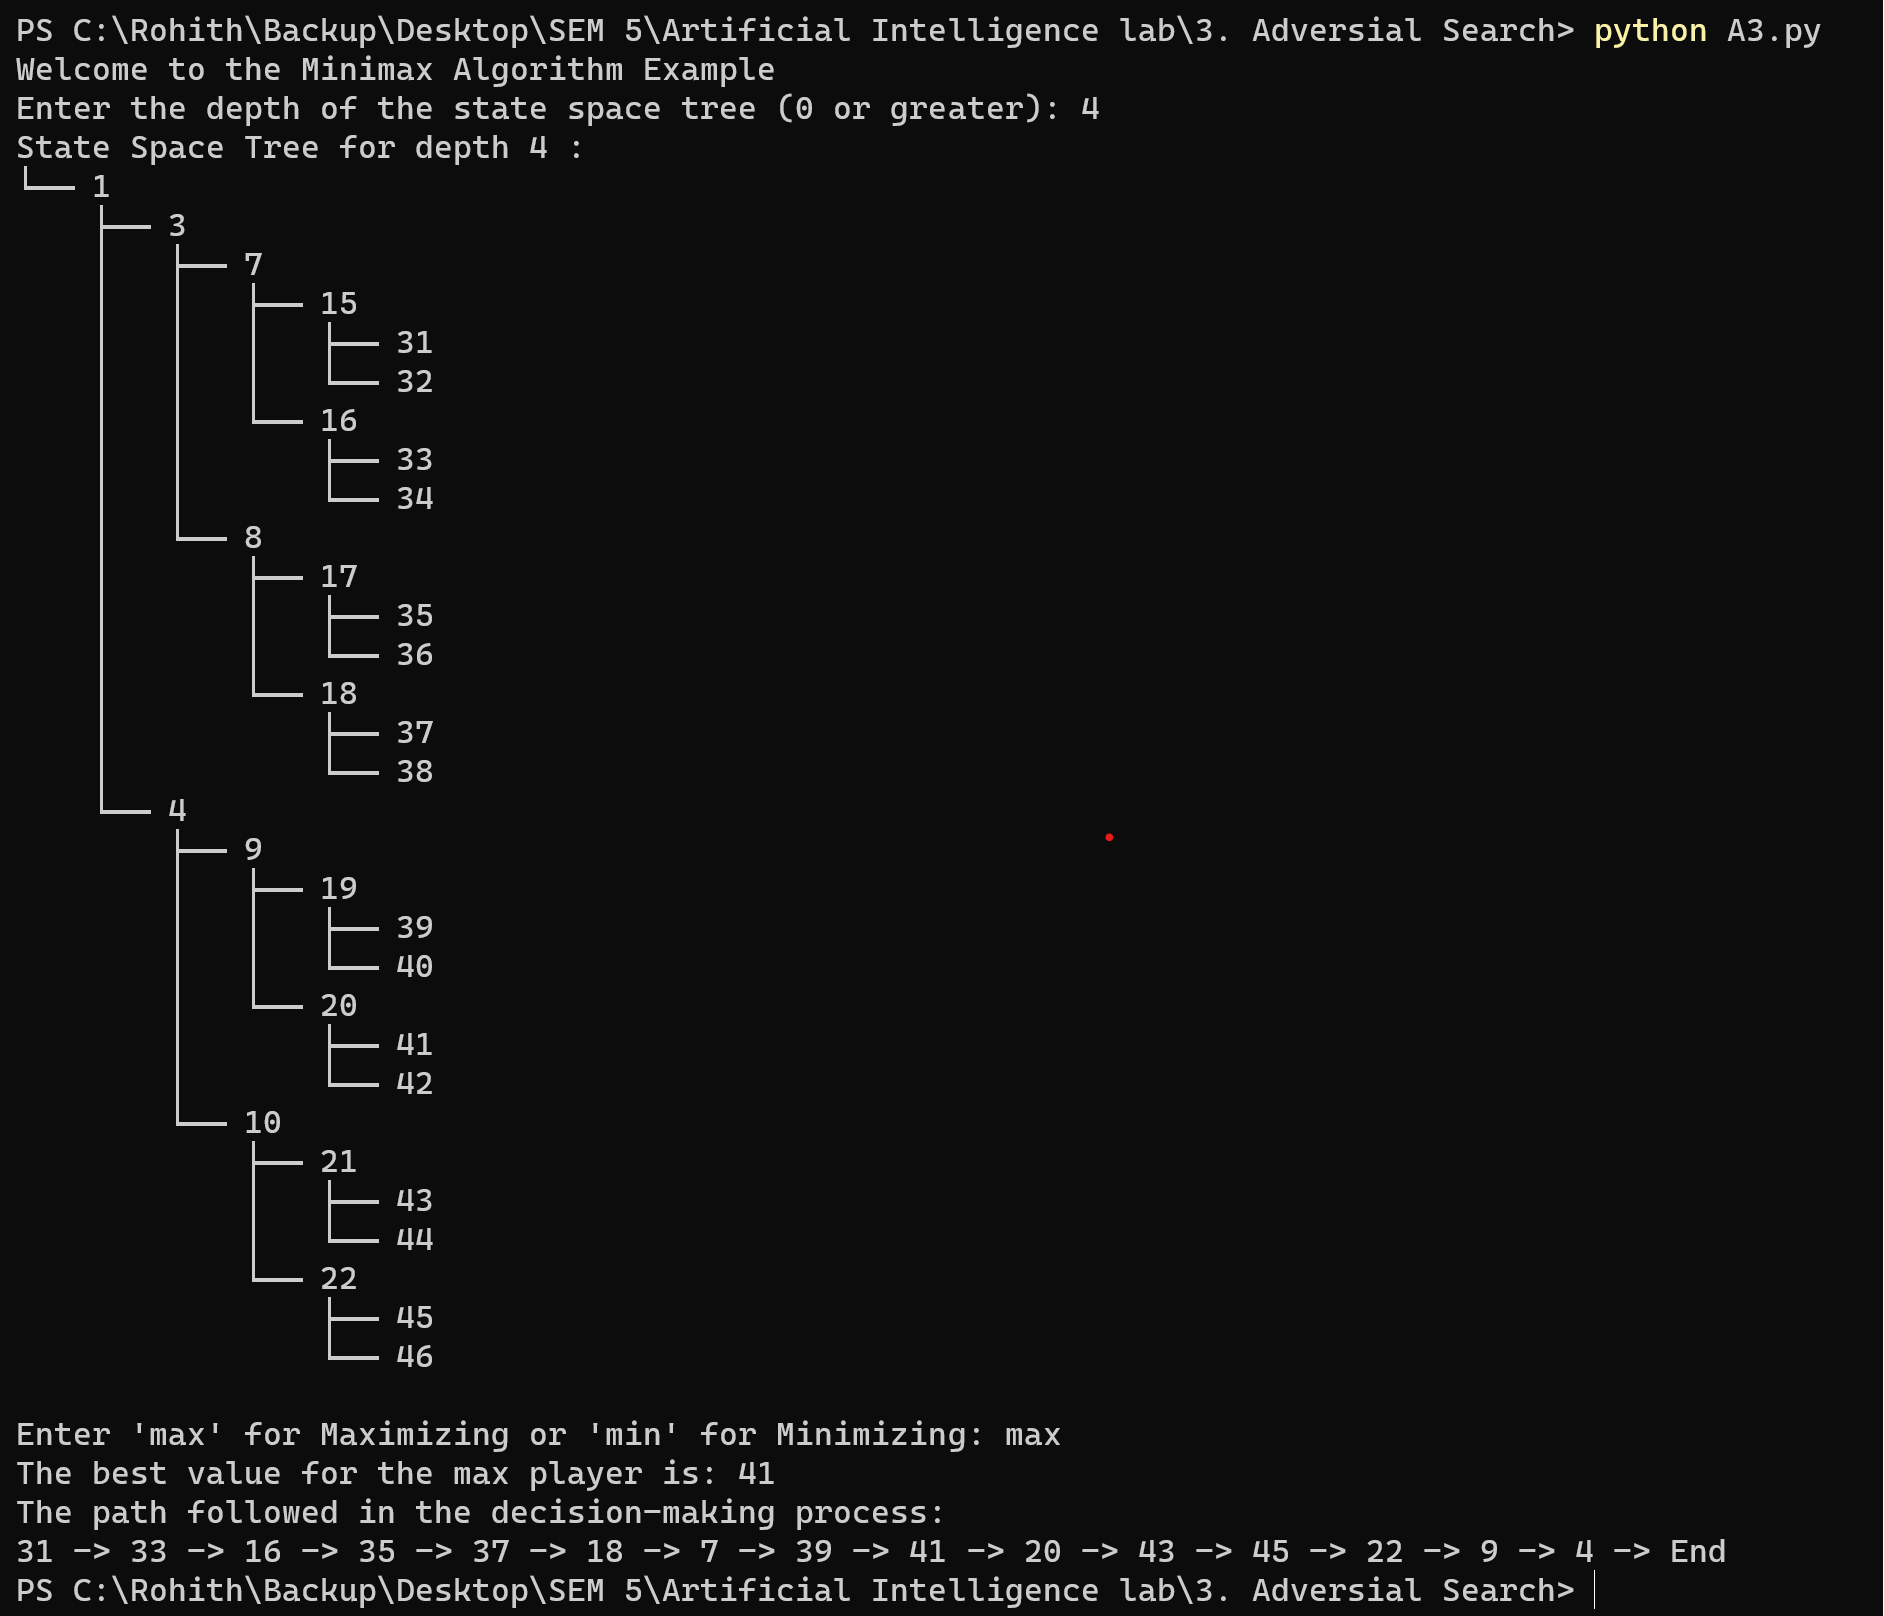 PS C:\Rohith\Backup\Desktop\SEM 5\Artificial Intelligence lab\3. Adversial Search> python A3.py
Welcome to the Minimax Algorithm Example
Enter the depth of the state space tree (0 or greater): 4
State Space Tree for depth 4 :
└── 1
    ├── 3
    │   ├── 7
    │   │   ├── 15
    │   │   │   ├── 31
    │   │   │   └── 32
    │   │   └── 16
    │   │       ├── 33
    │   │       └── 34
    │   └── 8
    │       ├── 17
    │       │   ├── 35
    │       │   └── 36
    │       └── 18
    │           ├── 37
    │           └── 38
    └── 4
        ├── 9
        │   ├── 19
        │   │   ├── 39
        │   │   └── 40
        │   └── 20
        │       ├── 41
        │       └── 42
        └── 10
            ├── 21
            │   ├── 43
            │   └── 44
            └── 22
                ├── 45
                └── 46

Enter 'max' for Maximizing or 'min' for Minimizing: max
The best value for the max player is: 41
The path followed in the decision-making process:
31 -> 33 -> 16 -> 35 -> 37 -> 18 -> 7 -> 39 -> 41 -> 20 -> 43 -> 45 -> 22 -> 9 -> 4 -> End
PS C:\Rohith\Backup\Desktop\SEM 5\Artificial Intelligence lab\3. Adversial Search>